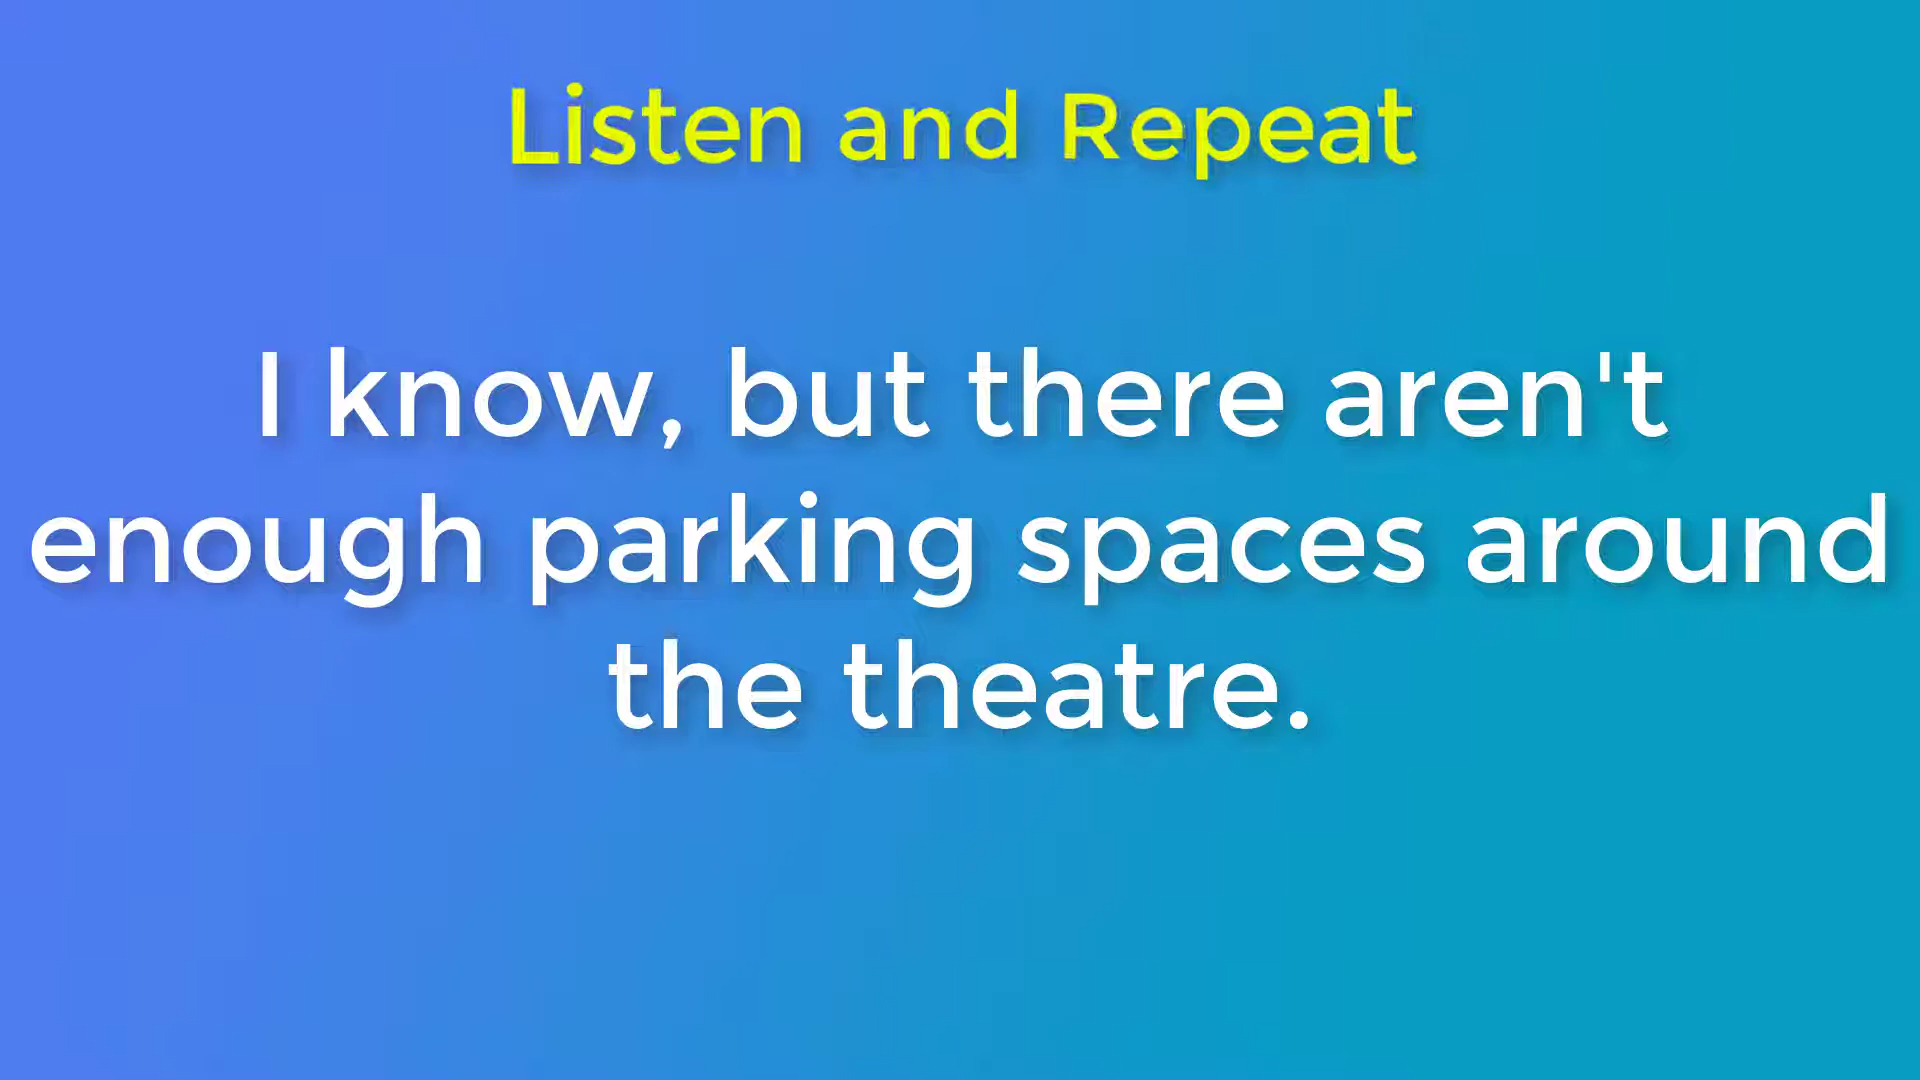 Listen and Repeat
I know, but there aren't
enough parking spaces around
the theatre.